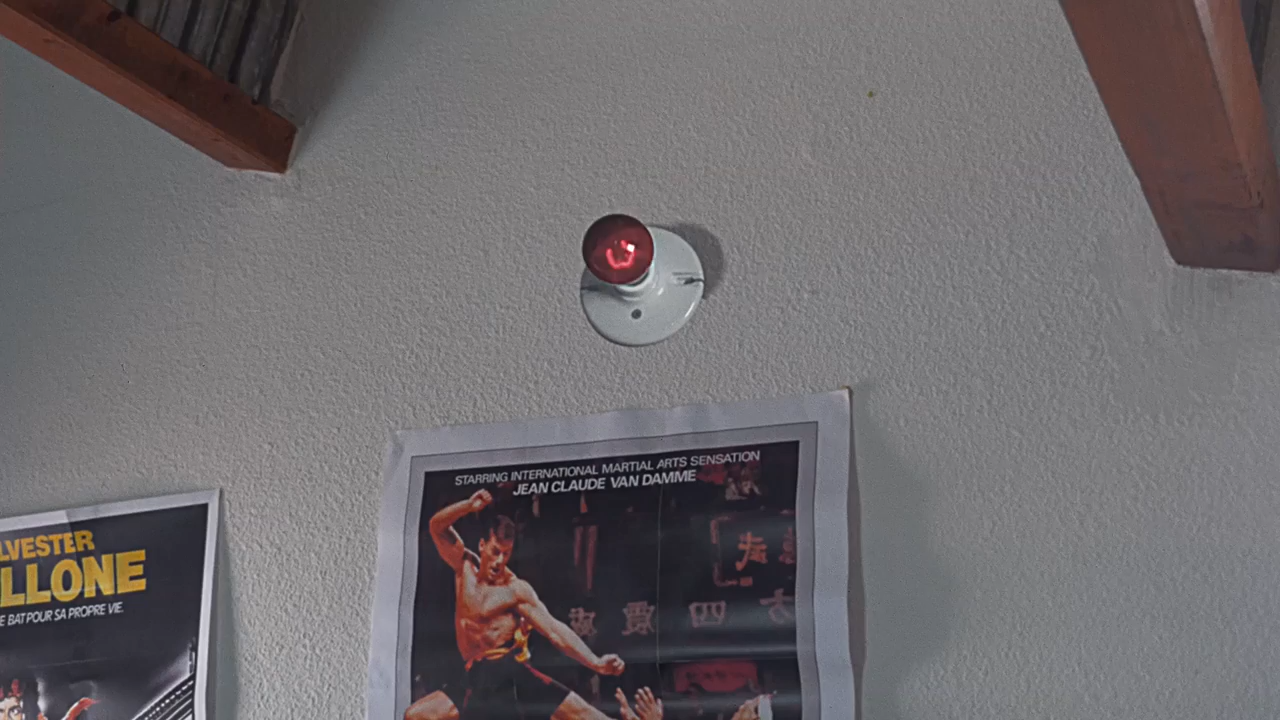 STARRING INTERNATIONAL MARTIAL ARTS SENSATION
JEAN CLAUDE VAN DAMME
LVESTER
LLONE
E BAT POUR SA PROPRE VIE.